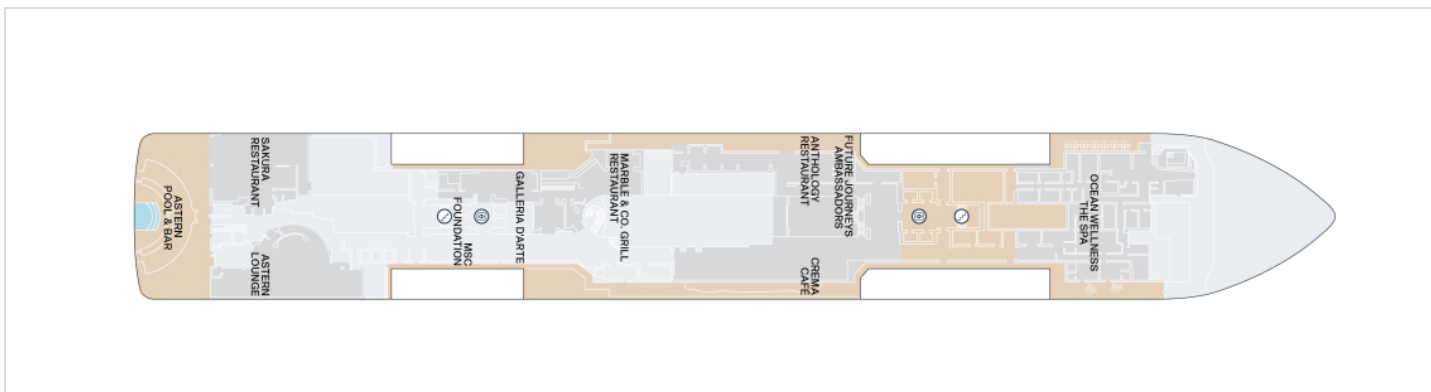 ASTERN
POOL & BAR
SAKURA
RESTAURANT
ASTERN
LOUNGE
MSC
FOUNDATION
GALLERIA D'ARTE
MARBLE & CO. GRILL
RESTAURANT
FUTURE JOURNEYS
AMBASSADORS
ANTHOLOGY
RESTAURANT
CREMA
CAFÉ
OCEAN WELLNESS
THE SPA